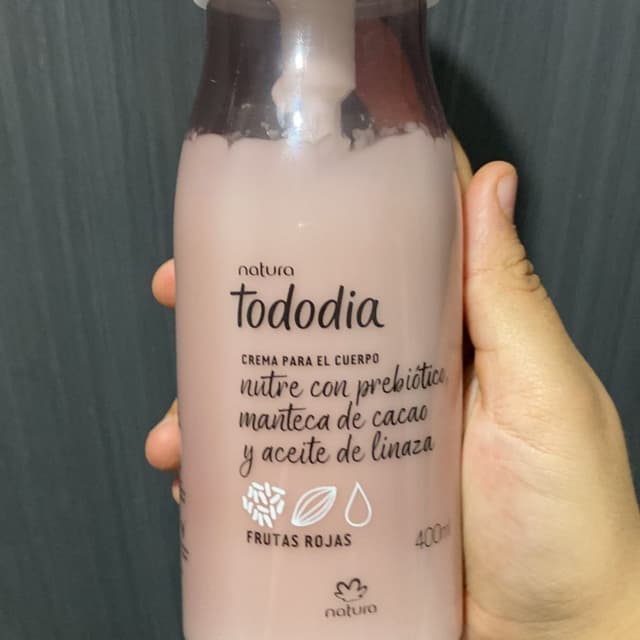 natura
tododia
CREMA PARA EL CUERPO
nutre con prebiótico,
manteca de cacao
y aceite de linaza
FRUTAS ROJAS
400ml
natura